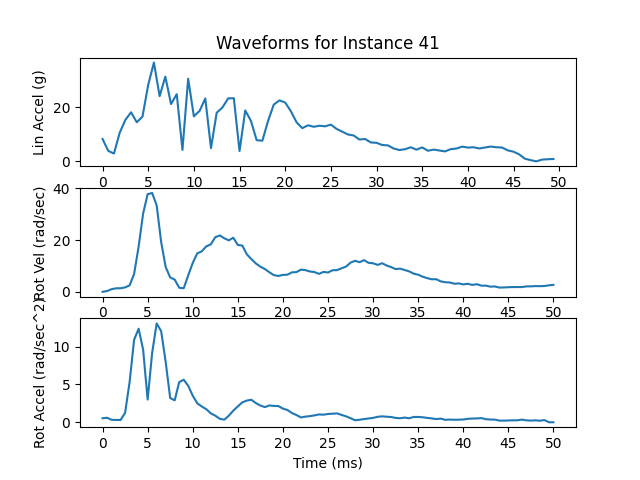 Waveforms for Instance 41
Lin Accel (g)
20
0
0 5 10 15 20 25 30 35 40 45 50
Rot Vel (rad/sec)
40
20
0
0 5 10 15 20 25 30 35 40 45 50
Rot Accel (rad/sec^2)
10
5
0
0 5 10 15 20 25 30 35 40 45 50
Time (ms)